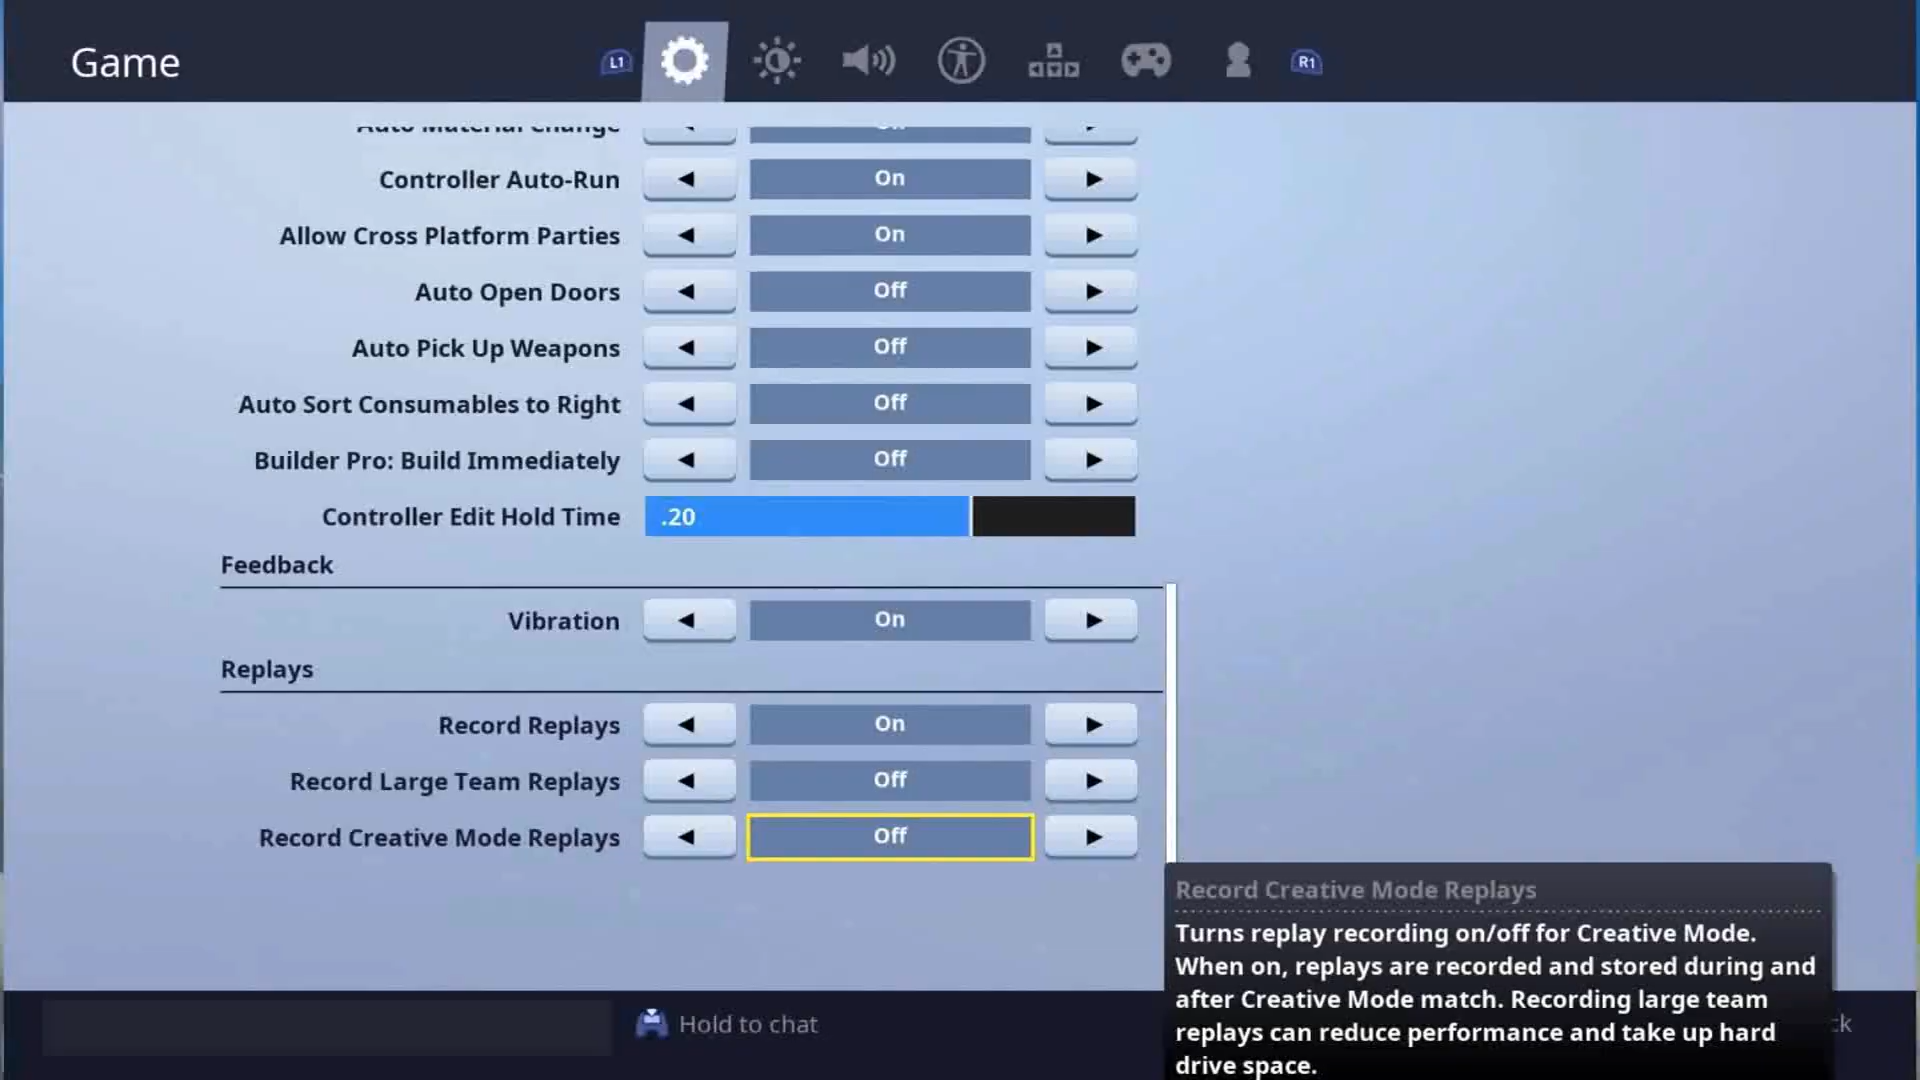 Game
L1
R1
Auto Material Change
Controller Auto-Run
On
Allow Cross Platform Parties
On
Auto Open Doors
Off
Auto Pick Up Weapons
Off
Auto Sort Consumables to Right
Off
Builder Pro: Build Immediately
Off
Controller Edit Hold Time
.20
Feedback
Vibration
On
Replays
Record Replays
On
Record Large Team Replays
Off
Record Creative Mode Replays
Off
Record Creative Mode Replays
Turns replay recording on/off for Creative Mode.
When on, replays are recorded and stored during and
after Creative Mode match. Recording large team
replays can reduce performance and take up hard
drive space.
Hold to chat